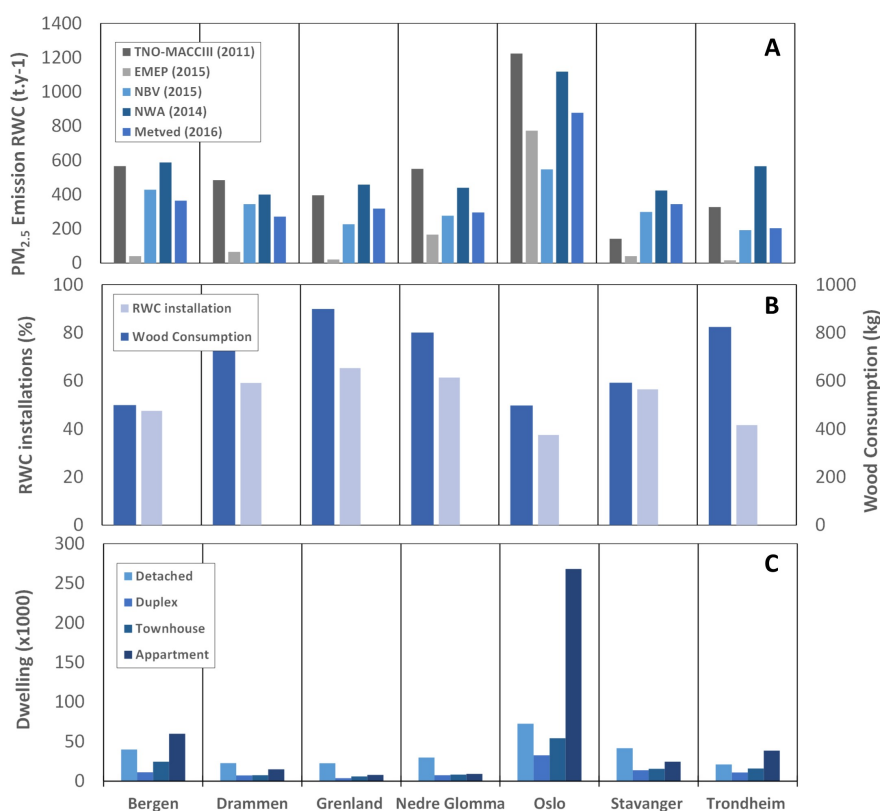 PM2.5 Emission RWC (t.y-1)
1400
1200
1000
800
600
400
200
0
TNO-MACCIII (2011)
EMEP (2015)
NBV (2015)
NWA (2014)
Metved (2016)
A
RWC installations (%)
100
80
60
40
20
0
RWC installation
Wood Consumption
B
1000
800
600
400
200
0
Wood Consumption (kg)
Dwelling (x1000)
300
250
200
150
100
50
0
Detached
Duplex
Townhouse
Appartment
C
Bergen Drammen Grenland Nedre Glomma Oslo Stavanger Trondheim